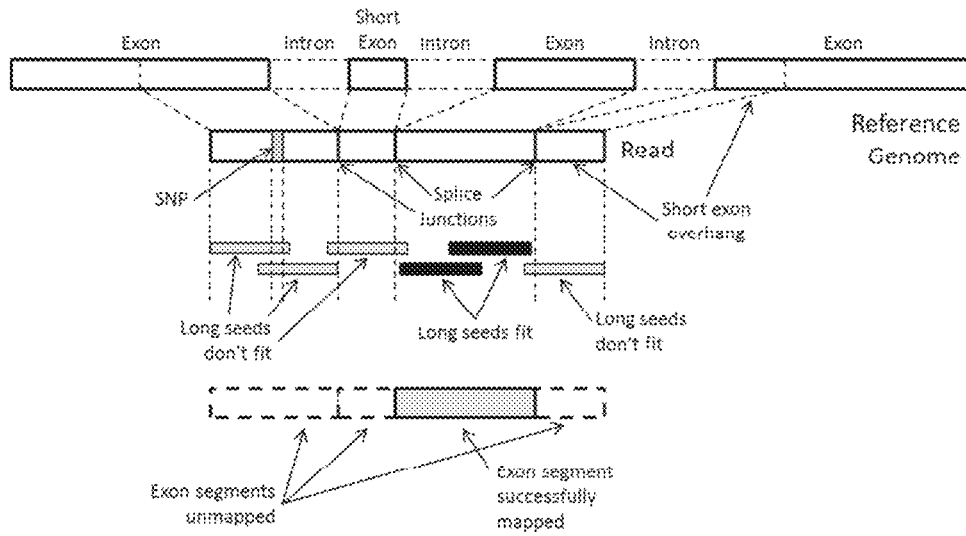 Short
Exon Intron Exon Intron Exon Intron Exon
Reference
Genome
Read
SNP
Splice
Junctions
Short exon
overhang
Long seeds
don't fit
Long seeds fit
Long seeds
don't fit
Exon segments
unmapped
Exon segment
successfully
mapped